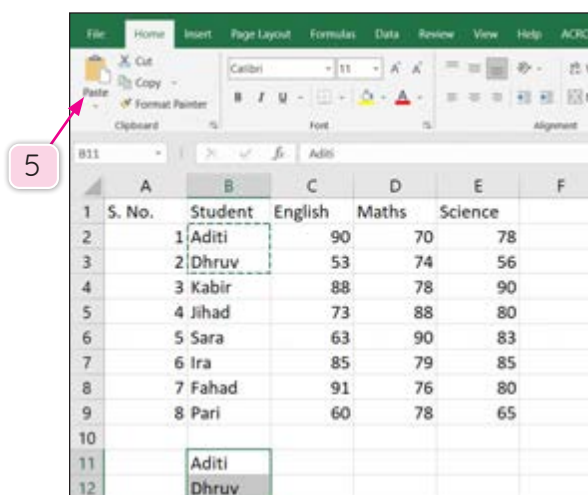 File Home Insert Page Layout Formulas Data Review View Help ACRO
Cut
Copy
Paste
Format Painter
Calibri 11 A A
B I U A
Clipboard Font Alignment
5
B11 fx Aditi
A B C D E F
1 S. No. Student English Maths Science
2 1 Aditi 90 70 78
3 2 Dhruv 53 74 56
4 3 Kabir 88 78 90
5 4 Jihad 73 88 80
6 5 Sara 63 90 83
7 6 Ira 85 79 85
8 7 Fahad 91 76 80
9 8 Pari 60 78 65
10
11 Aditi
12 Dhruv